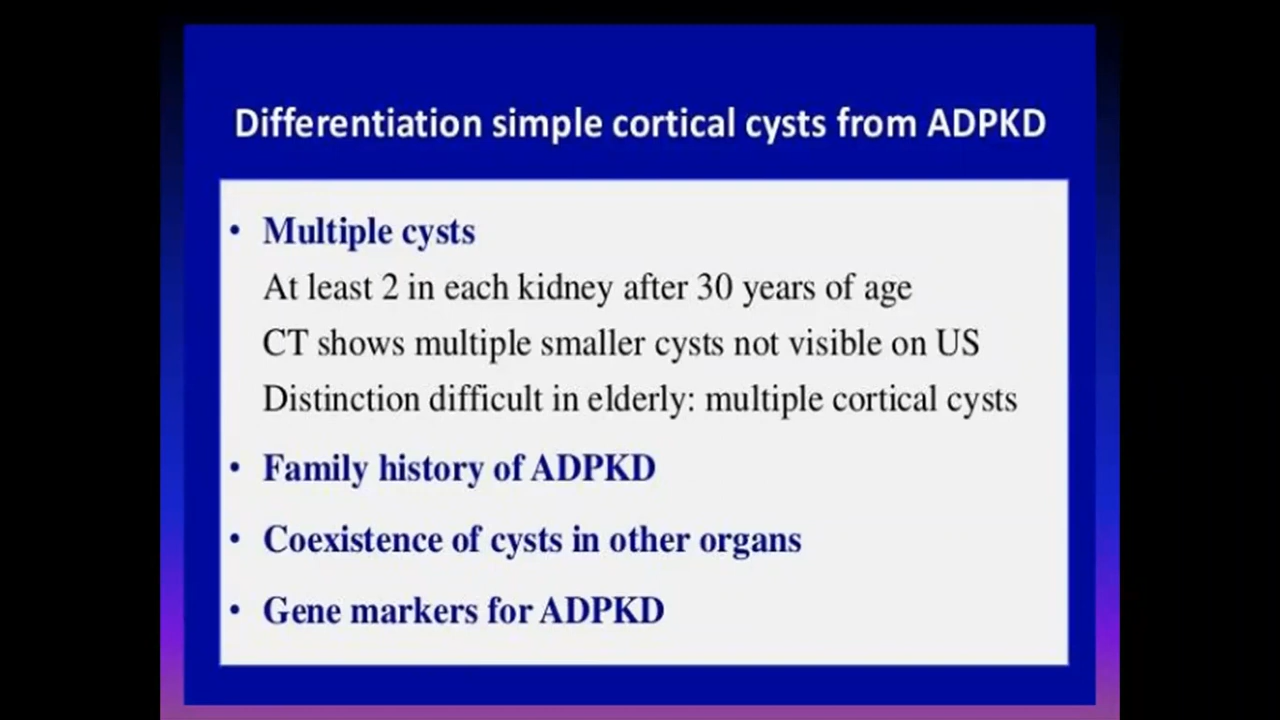 Differentiation simple cortical cysts from ADPKD
• Multiple cysts
At least 2 in each kidney after 30 years of age
CT shows multiple smaller cysts not visible on US
Distinction difficult in elderly: multiple cortical cysts
• Family history of ADPKD
• Coexistence of cysts in other organs
• Gene markers for ADPKD